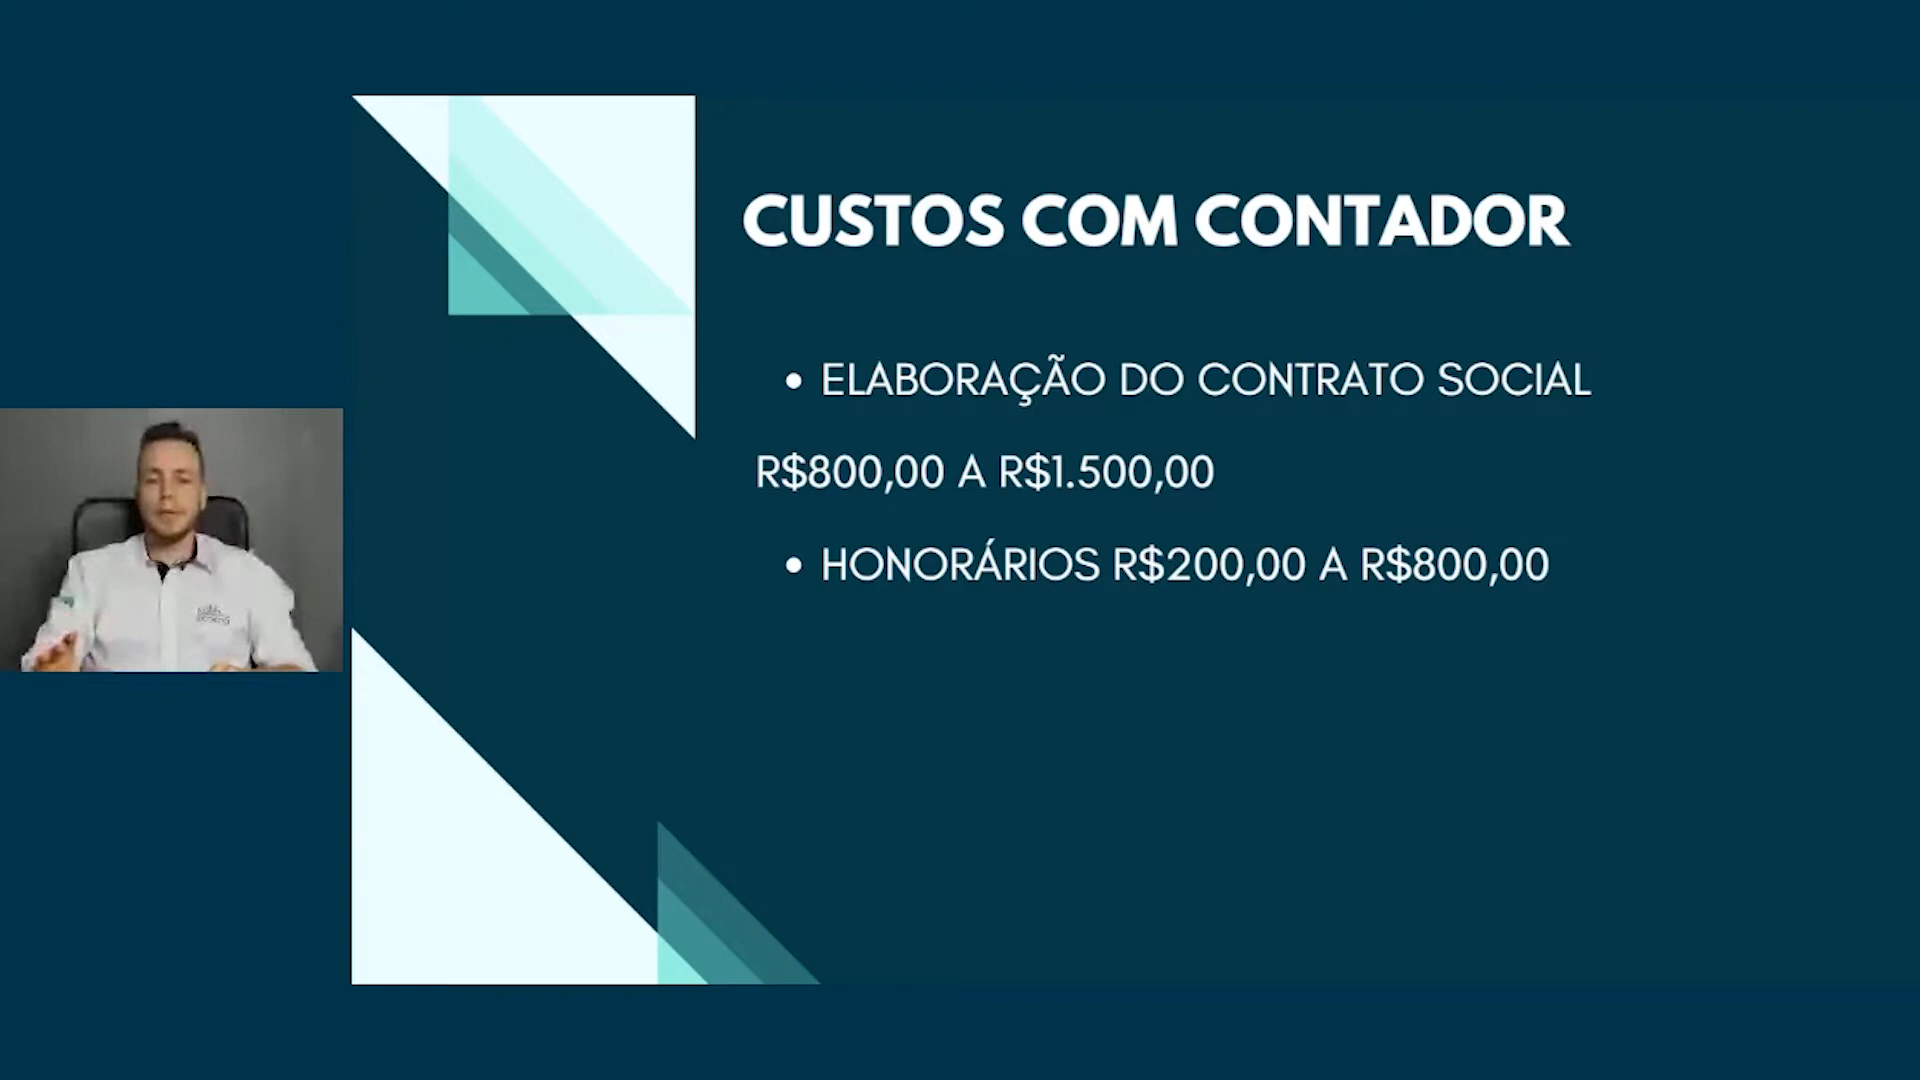 CUSTOS COM CONTADOR
• ELABORAÇÃO DO CONTRATO SOCIAL
R$800,00 A R$1.500,00
• HONORÁRIOS R$200,00 A R$800,00